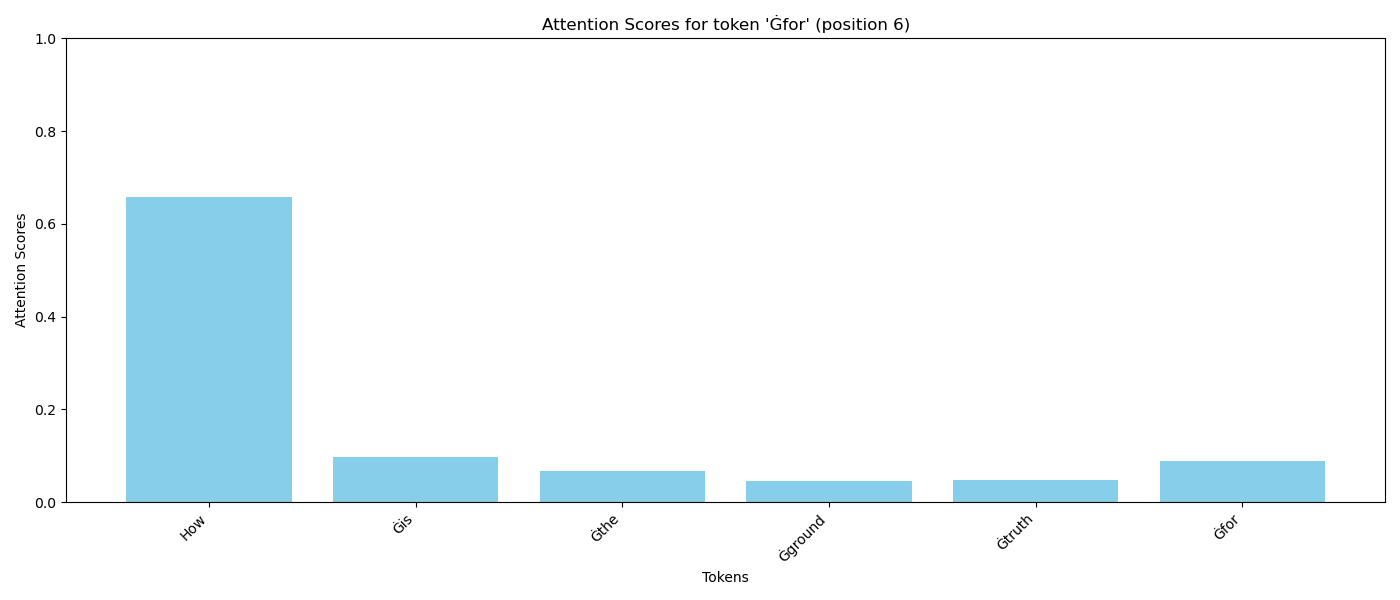 Attention Scores for token 'Ġfor' (position 6)
1.0
0.8
0.6
0.4
0.2
0.0
Attention Scores
How
Ġis
Ġthe
Ġground
Ġtruth
Ġfor
Tokens